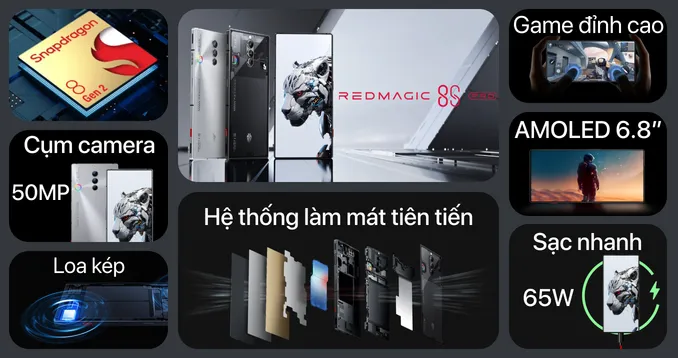 Snapdragon
8
Gen 2
Cụm camera
50MP
Loa kép
REDMAGIC 8S PRO
Hệ thống làm mát tiên tiến
Game đỉnh cao
AMOLED 6.8"
Sạc nhanh
65W